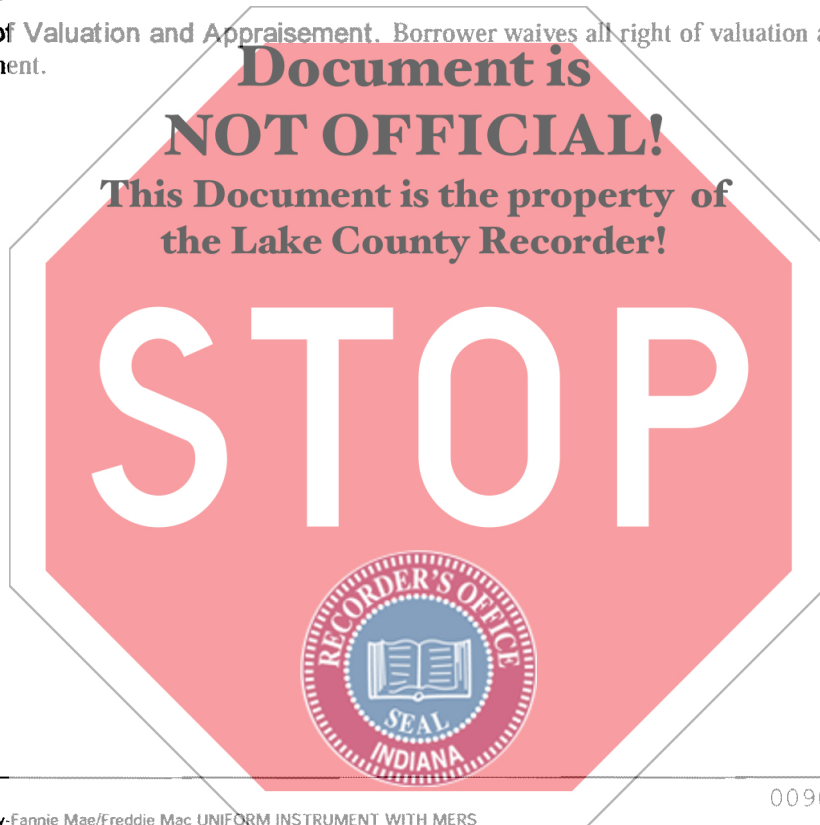 of Valuation and Appraisement. Borrower waives all right of valuation
ent.
Document is
NOT OFFICIAL!
This Document is the property of
the Lake County Recorder!
STOP
RECORDER'S OFFICE
SEAL
INDIANA
009
-Fannie Mae/Freddie Mac UNIFORM INSTRUMENT WITH MERS